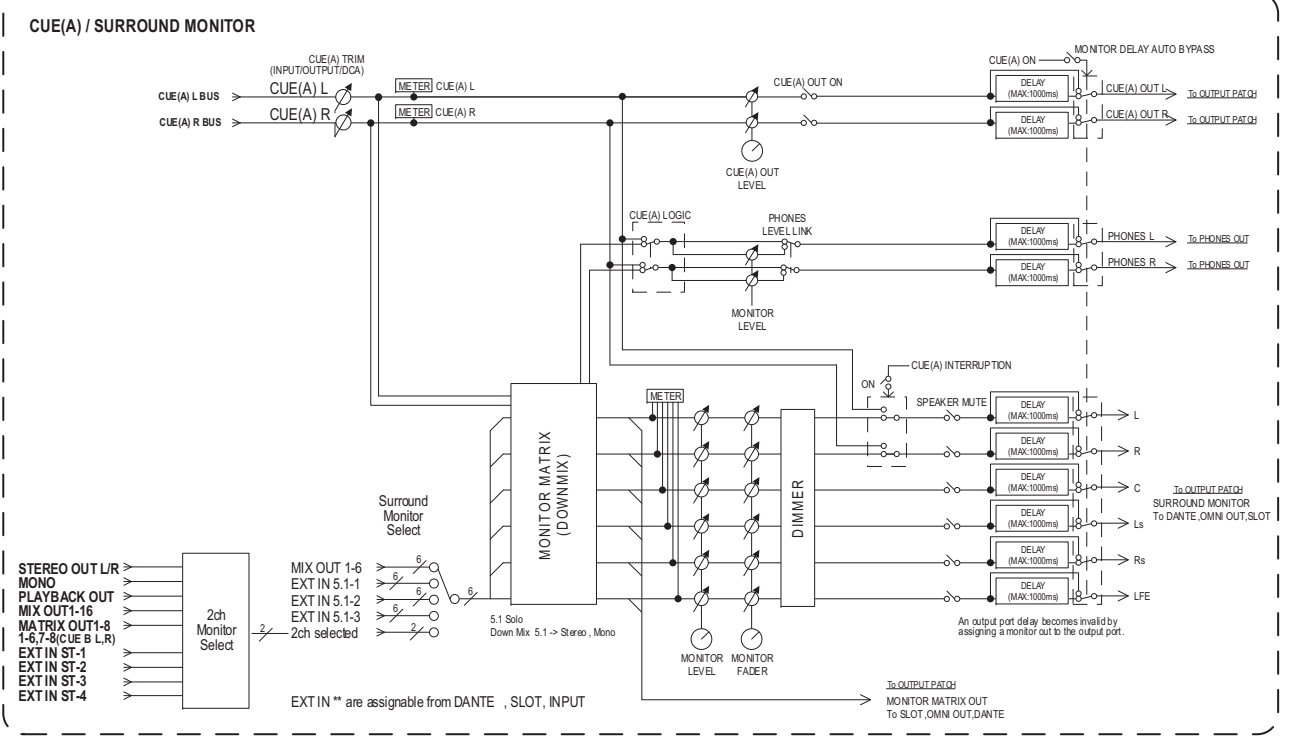 CUE(A) / SURROUND MONITOR
CUE(A) TRIM
(INPUT/OUTPUT/DCA)
CUE(A) L BUS
CUE(A) L
METER CUE(A) L
CUE(A) R BUS
CUE(A) R
METER CUE(A) R
CUE(A) OUT ON
CUE(A) OUT
LEVEL
MONITOR DELAY AUTO BYPASS
CUE(A) ON
DELAY
(MAX:1000ms)
CUE(A) OUT L
To OUTPUT PATCH
DELAY
(MAX:1000ms)
CUE(A) OUT R
To OUTPUT PATCH
CUE(A) LOGIC
PHONES
LEVEL LINK
MONITOR
LEVEL
DELAY
(MAX:1000ms)
PHONES L
To PHONES OUT
DELAY
(MAX:1000ms)
PHONES R
To PHONES OUT
CUE(A) INTERRUPTION
ON
SPEAKER MUTE
METER
MONITOR MATRIX
(DOWNMIX)
DIMMER
DELAY
(MAX:1000ms)
L
DELAY
(MAX:1000ms)
R
DELAY
(MAX:1000ms)
C
DELAY
(MAX:1000ms)
Ls
DELAY
(MAX:1000ms)
Rs
DELAY
(MAX:1000ms)
LFE
To OUTPUT PATCH
SURROUND MONITOR
To DANTE ,OMNI OUT,SLOT
An output port delay becomes invalid by
assigning a monitor out to the output port.
Surround
Monitor
Select
MIX OUT 1-6
6
EXT IN 5.1-1
6
EXT IN 5.1-2
6
EXT IN 5.1-3
6
2ch selected
2
6
STEREO OUT L/R
MONO
PLAYBACK OUT
MIX OUT1-16
MATRIX OUT1-8
1-6,7-8(CUE B L,R)
EXT IN ST-1
EXT IN ST-2
EXT IN ST-3
EXT IN ST-4
2ch
Monitor
Select
2
5.1 Solo
Down Mix 5.1 -> Stereo , Mono
MONITOR
LEVEL
MONITOR
FADER
EXT IN ** are assignable from DANTE , SLOT, INPUT
To OUTPUT PATCH
MONITOR MATRIX OUT
To SLOT ,OMNI OUT,DANTE